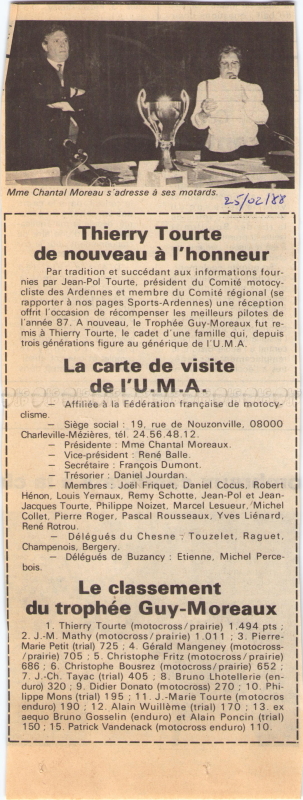 Mme Chantal Moreau s'adresse à ses motards.
25/02/88
Thierry Tourte
de nouveau à l'honneur
Par tradition et succédant aux informations four-
nies par Jean-Pol Tourte, président du Comité motocy-
cliste des Ardennes et membre du Comité régional (se
rapporter à nos pages Sports-Ardennes) une réception
offrit l'occasion de récompenser les meilleurs pilotes de
l'année 87. A nouveau, le Trophée Guy-Moreaux fut re-
mis à Thierry Tourte, le cadet d'une famille qui, depuis
trois générations figure au générique de l'U.M.A.
La carte de visite
de l'U.M.A.
— Affiliée à la Fédération française de motocy-
clisme.
— Siège social : 19, rue de Nouzonville, 08000
Charleville-Mézières, tél. 24.56.48.12.
— Présidente : Mme Chantal Moreaux.
— Vice-président : René Balle.
— Secrétaire : François Dumont.
— Trésorier : Daniel Jourdan.
— Membres : Joël Friquet, Daniel Cocus, Robert
Hénon, Louis Yernaux, Remy Schotte, Jean-Pol et Jean-
Jacques Tourte, Philippe Noizet, Marcel Lesueur, Michel
Collet, Pierre Roger, Pascal Rousseaux, Yves Liénard,
René Rotrou.
— Délégués du Chesne : Touzelet, Raguet,
Champenois, Bergery.
— Délégués de Buzancy : Etienne, Michel Perce-
bois.
Le classement
du trophée Guy-Moreaux
1. Thierry Tourte (motocross/prairie) 1.494 pts ;
2. J.-M. Mathy (motocross/prairie) 1.011 ; 3. Pierre-
Marie Petit (trial) 725 ; 4. Gérald Mangeney (motocross-
/prairie) 705 ; 5. Christophe Fritz (motocross/prairie)
686 ; 6. Christophe Bousrez (motocross/prairie) 652 ;
7. J.-Ch. Tayac (trial) 405 ; 8. Bruno Lhotellerie (en-
duro) 320 ; 9. Didier Donato (motocross) 270 ; 10. Phi-
lippe Mons (trial) 195 ; 11. J.-Marie Tourte (motocross
enduro) 190 ; 12. Alain Wuillème (trial) 170 ; 13. ex
aequo Bruno Gosselin (enduro) et Alain Poncin (trial)
150 ; 15. Patrick Vandenack (motocross enduro) 110.